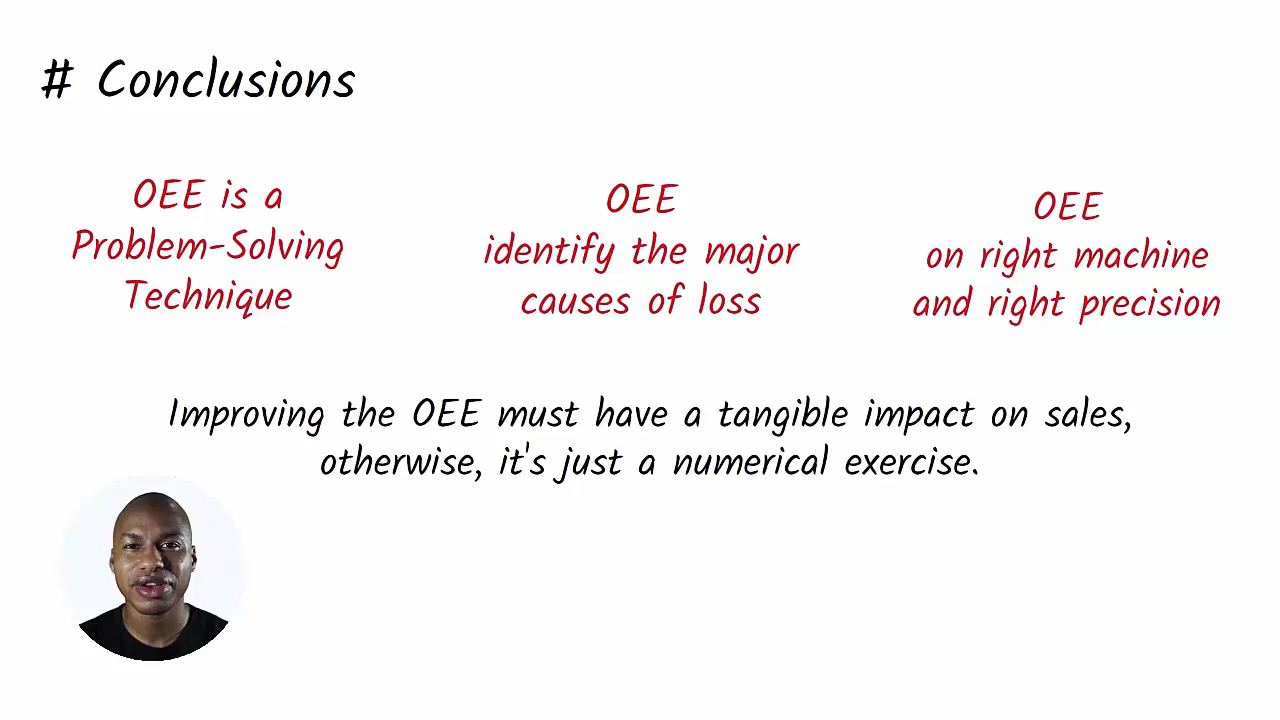 # Conclusions
OEE is a
Problem-Solving
Technique
OEE
identify the major
causes of loss
OEE
on right machine
and right precision
Improving the OEE must have a tangible impact on sales,
otherwise, it's just a numerical exercise.